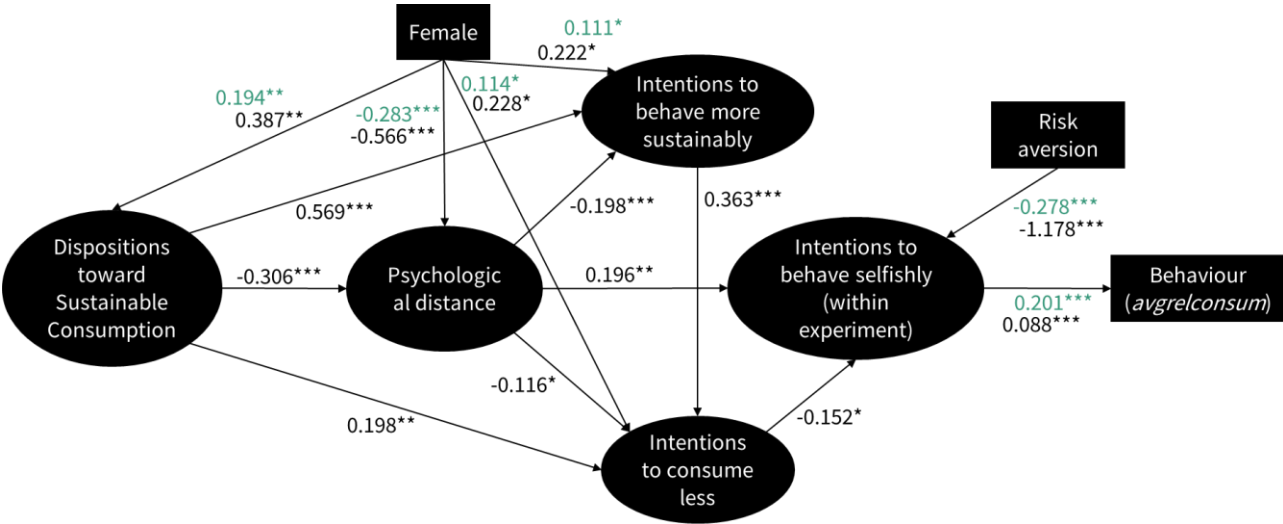 Female
0.111*
0.222*
0.194**
0.387**
-0.283***
-0.566***
0.114*
0.228*
Intentions to
behave more
sustainably
Risk
aversion
0.569***
-0.198***
0.363***
-0.278***
-1.178***
Dispositions
toward
Sustainable
Consumption
-0.306***
Psychologic
al distance
0.196**
Intentions to
behave selfishly
(within
experiment)
0.201***
0.088***
Behaviour
(avgrelconsum)
-0.116*
-0.152*
0.198**
Intentions
to consume
less